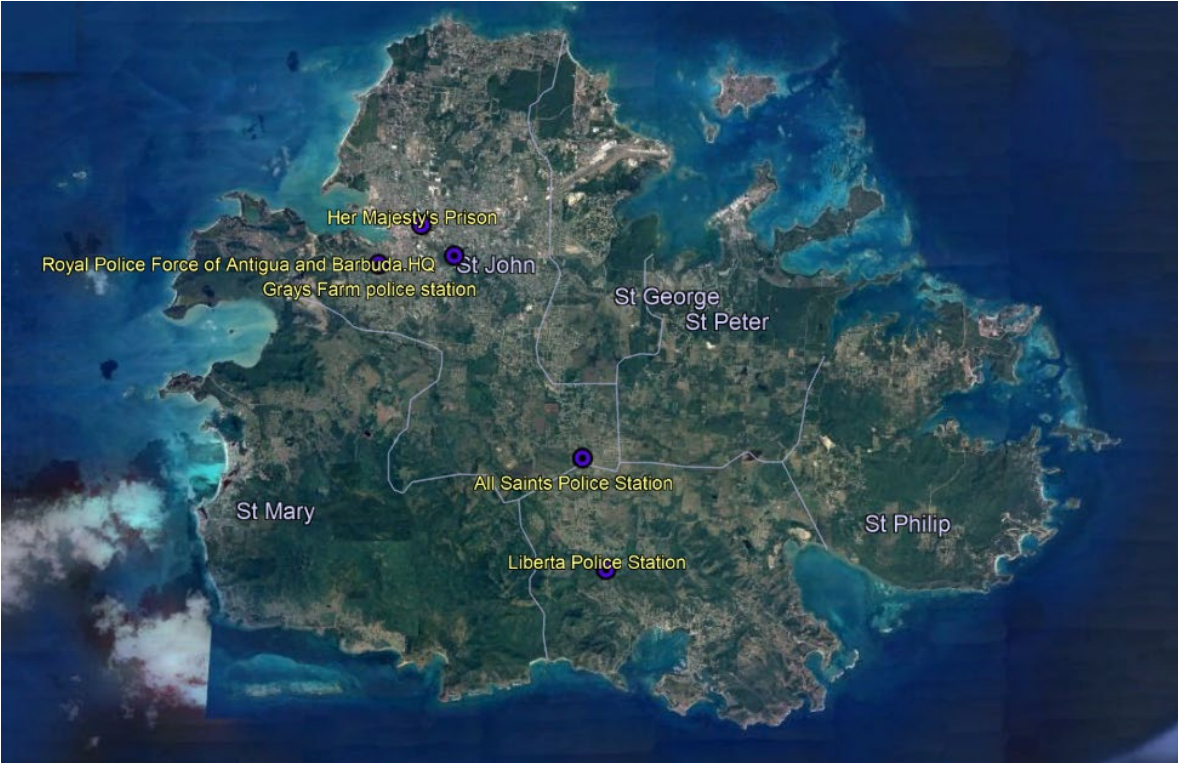 Her Majesty's Prison
Royal Police Force of Antigua and Barbuda.HQ
St John
Grays Farm police station
St George
St Peter
All Saints Police Station
St Mary
St Philip
Liberta Police Station